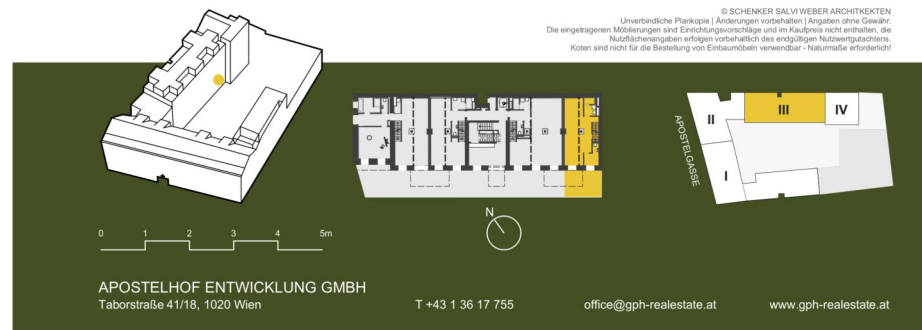 © SCHENKER SALVI WEBER ARCHITKEKTEN
Unverbindliche Plankopie | Änderungen vorbehalten | Angaben ohne Gewähr.
Die eingetragenen Möblierungen sind Einrichtungsvorschläge und im Kaufpreis nicht enthalten, die
Nutzflächenangaben erfolgen vorbehaltlich des endgültigen Nutzwertgutachtens.
Koten sind nicht für die Bestellung von Einbaumöbeln verwendbar - Naturmaße erforderlich!
II
III
IV
APOSTELGASSE
I
N
0 1 2 3 4 5m
APOSTELHOF ENTWICKLUNG GMBH
Taborstraße 41/18, 1020 Wien
T +43 1 36 17 755
office@gph-realestate.at
www.gph-realestate.at